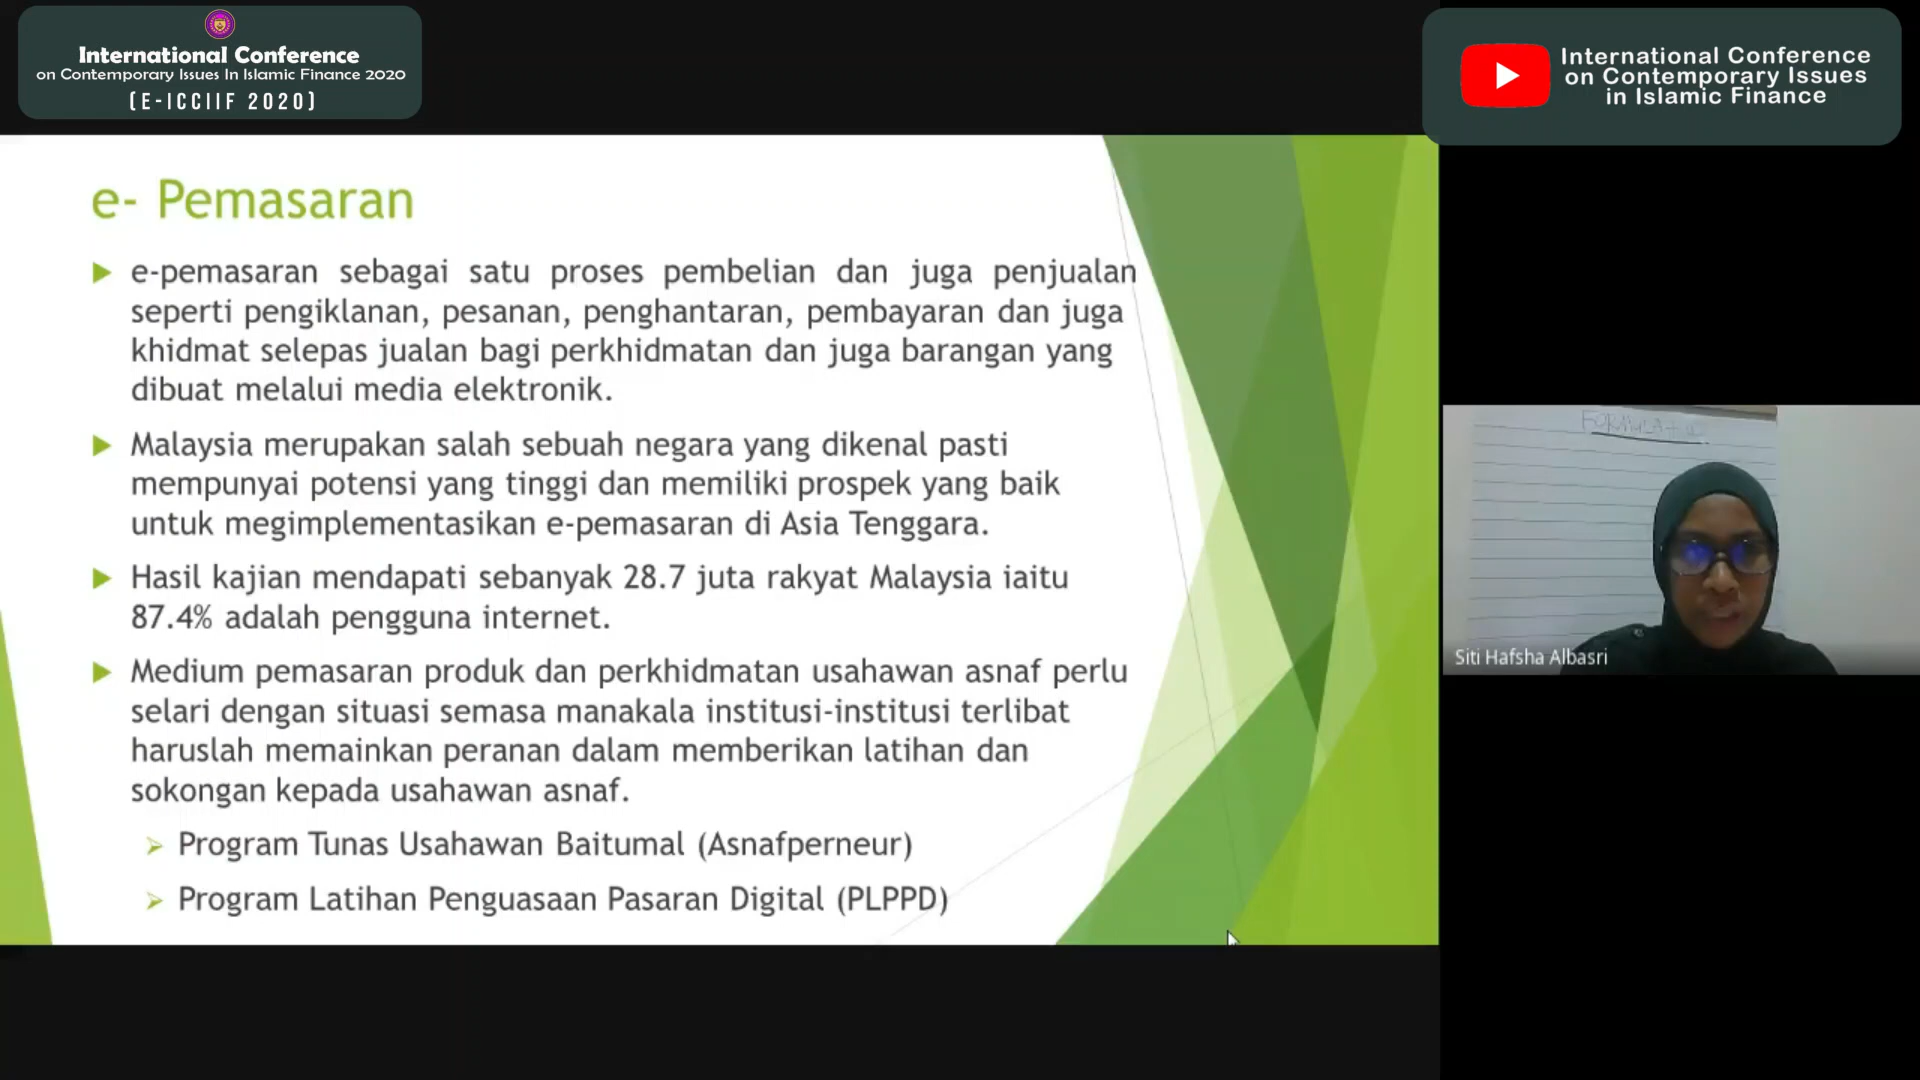 International Conference
on Contemporary Issues In Islamic Finance 2020
(E-ICCIIF 2020)
International Conference
on Contemporary Issues
in Islamic Finance
e- Pemasaran
e-pemasaran sebagai satu proses pembelian dan juga penjualan
seperti pengiklanan, pesanan, penghantaran, pembayaran dan juga
khidmat selepas jualan bagi perkhidmatan dan juga barangan yang
dibuat melalui media elektronik.
Malaysia merupakan salah sebuah negara yang dikenal pasti
mempunyai potensi yang tinggi dan memiliki prospek yang baik
untuk megimplementasikan e-pemasaran di Asia Tenggara.
Hasil kajian mendapati sebanyak 28.7 juta rakyat Malaysia iaitu
87.4% adalah pengguna internet.
Medium pemasaran produk dan perkhidmatan usahawan asnaf perlu
selari dengan situasi semasa manakala institusi-institusi terlibat
haruslah memainkan peranan dalam memberikan latihan dan
sokongan kepada usahawan asnaf.
Program Tunas Usahawan Baitumal (Asnafperneur)
Program Latihan Penguasaan Pasaran Digital (PLPPD)
Siti Hafsha Albasri